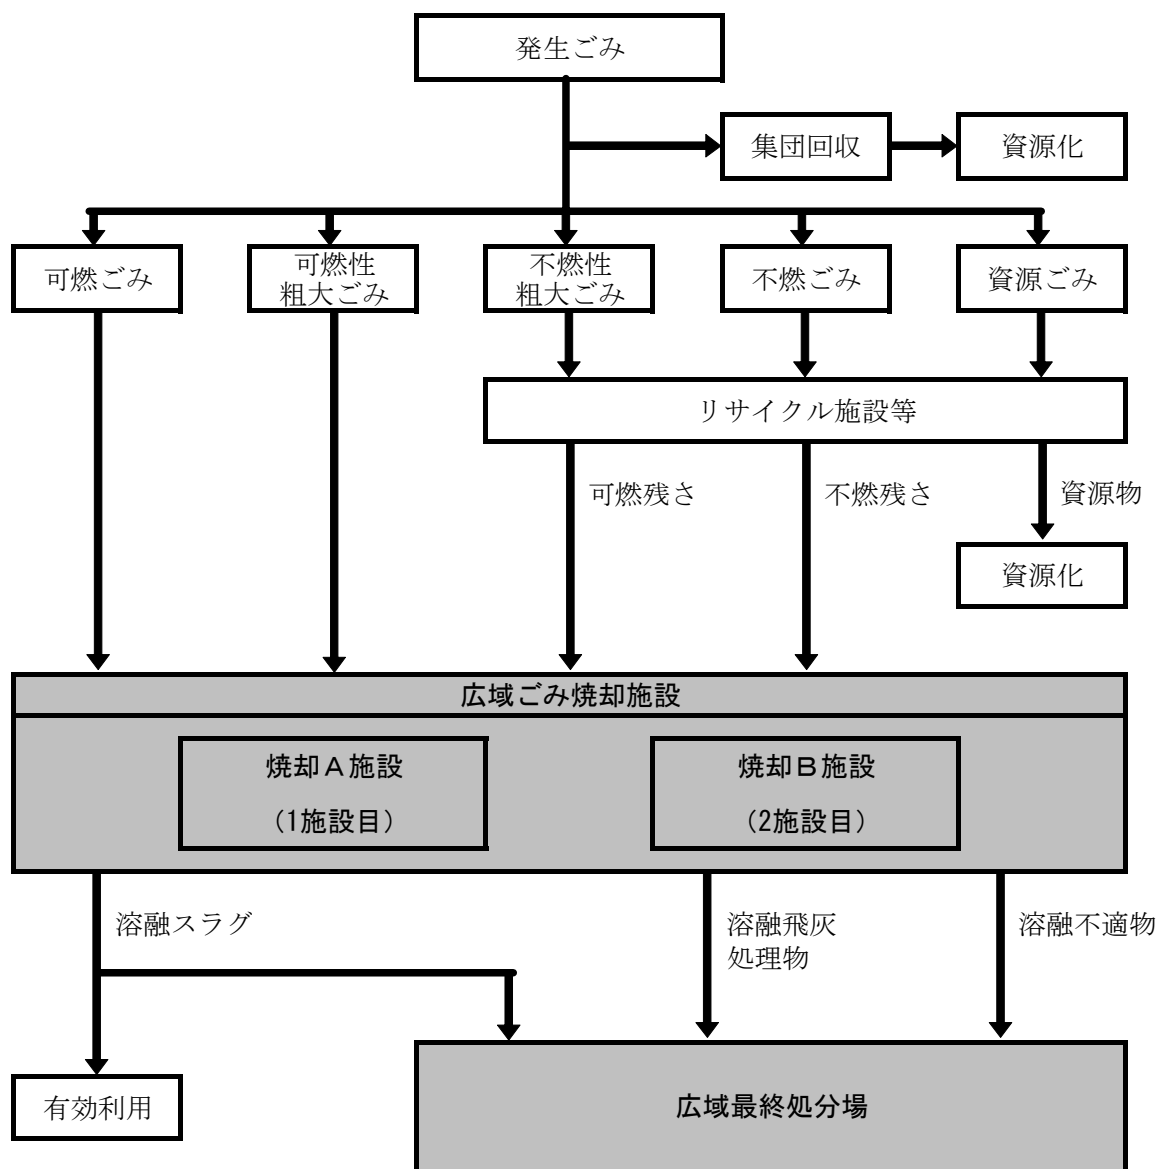 発生ごみ
集団回収
資源化
可燃ごみ
可燃性
粗大ごみ
不燃性
粗大ごみ
不燃ごみ
資源ごみ
リサイクル施設等
可燃残さ
不燃残さ
資源物
資源化
広域ごみ焼却施設
焼却Ａ施設
（1施設目）
焼却Ｂ施設
（2施設目）
溶融スラグ
溶融飛灰
処理物
溶融不適物
有効利用
広域最終処分場